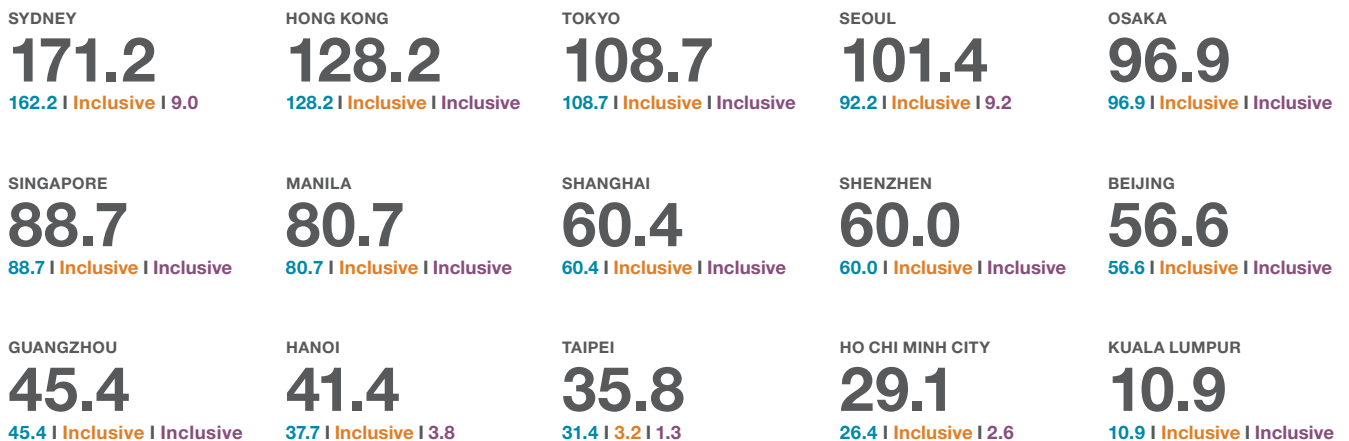 SYDNEY
171.2
162.2 I Inclusive I 9.0
HONG KONG
128.2
128.2 I Inclusive I Inclusive
TOKYO
108.7
108.7 I Inclusive I Inclusive
SEOUL
101.4
92.2 I Inclusive I 9.2
OSAKA
96.9
96.9 I Inclusive I Inclusive
SINGAPORE
88.7
88.7 I Inclusive I Inclusive
MANILA
80.7
80.7 I Inclusive I Inclusive
SHANGHAI
60.4
60.4 I Inclusive I Inclusive
SHENZHEN
60.0
60.0 I Inclusive I Inclusive
BEIJING
56.6
56.6 I Inclusive I Inclusive
GUANGZHOU
45.4
45.4 I Inclusive I Inclusive
HANOI
41.4
37.7 I Inclusive I 3.8
TAIPEI
35.8
31.4 I 3.2 I 1.3
HO CHI MINH CITY
29.1
26.4 I Inclusive I 2.6
KUALA LUMPUR
10.9
10.9 I Inclusive I Inclusive